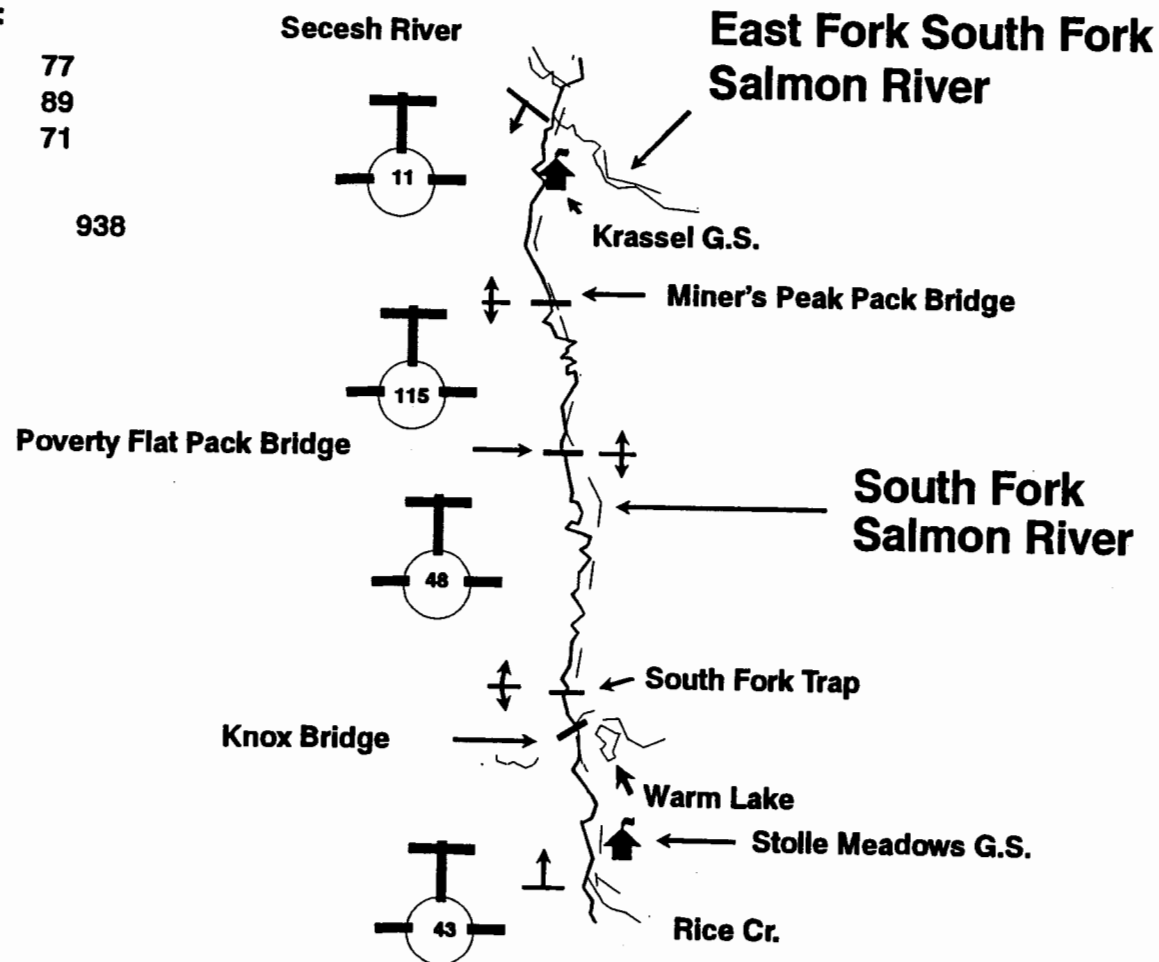 Secesh River
East Fork South Fork
Salmon River
77
89
71
11
938
Krassel G.S.
Miner's Peak Pack Bridge
115
Poverty Flat Pack Bridge
South Fork
Salmon River
48
South Fork Trap
Knox Bridge
Warm Lake
Stolle Meadows G.S.
43
Rice Cr.